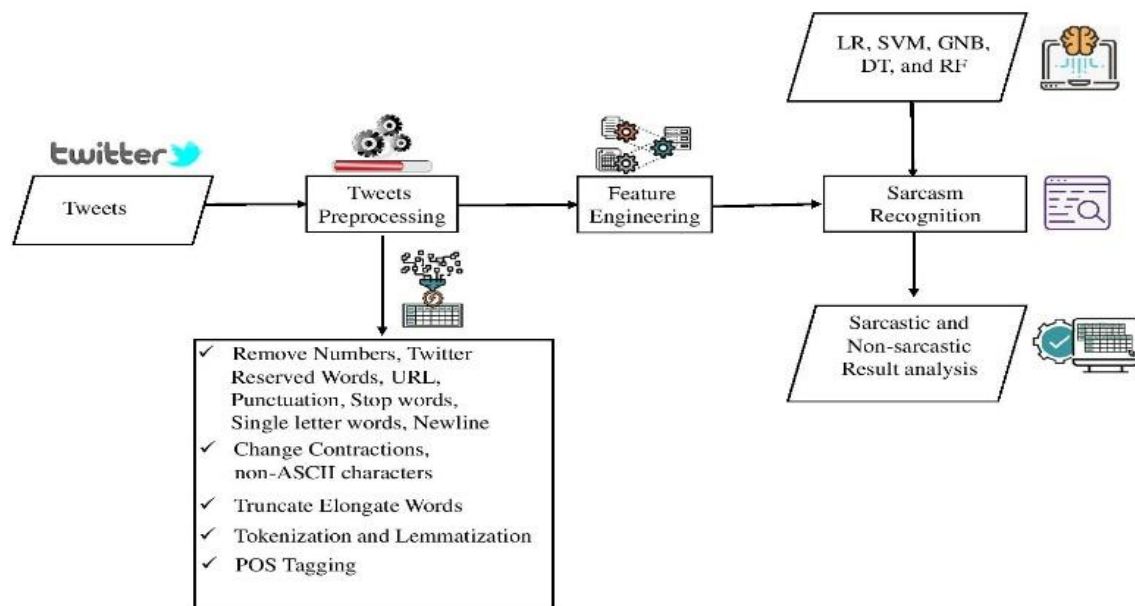 LR, SVM, GNB,
DT, and RF
twitter
Tweets
Tweets
Preprocessing
Feature
Engineering
Sarcasm
Recognition
✓ Remove Numbers, Twitter
Reserved Words, URL,
Punctuation, Stop words,
Single letter words, Newline
✓ Change Contractions,
non-ASCII characters
✓ Truncate Elongate Words
✓ Tokenization and Lemmatization
✓ POS Tagging
Sarcastic and
Non-sarcastic
Result analysis